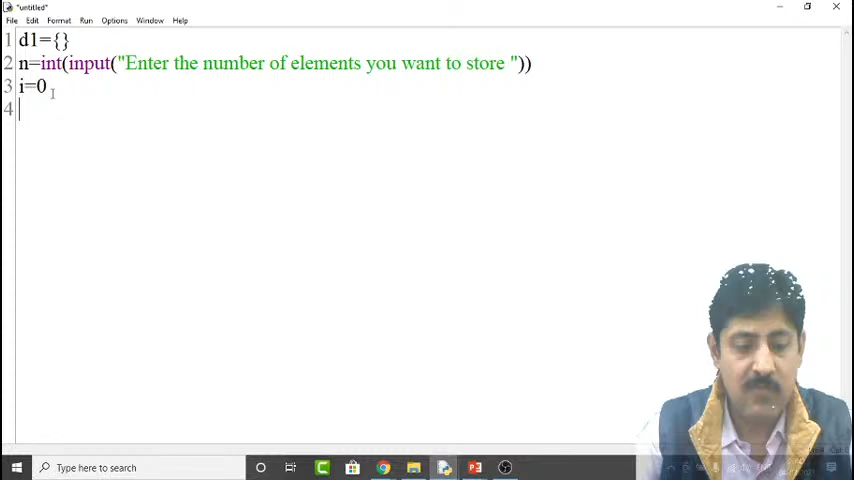 *untitled*
File Edit Format Run Options Window Help
1 d1={}
2 n=int(input("Enter the number of elements you want to store "))
3 i=0
4
Type here to search